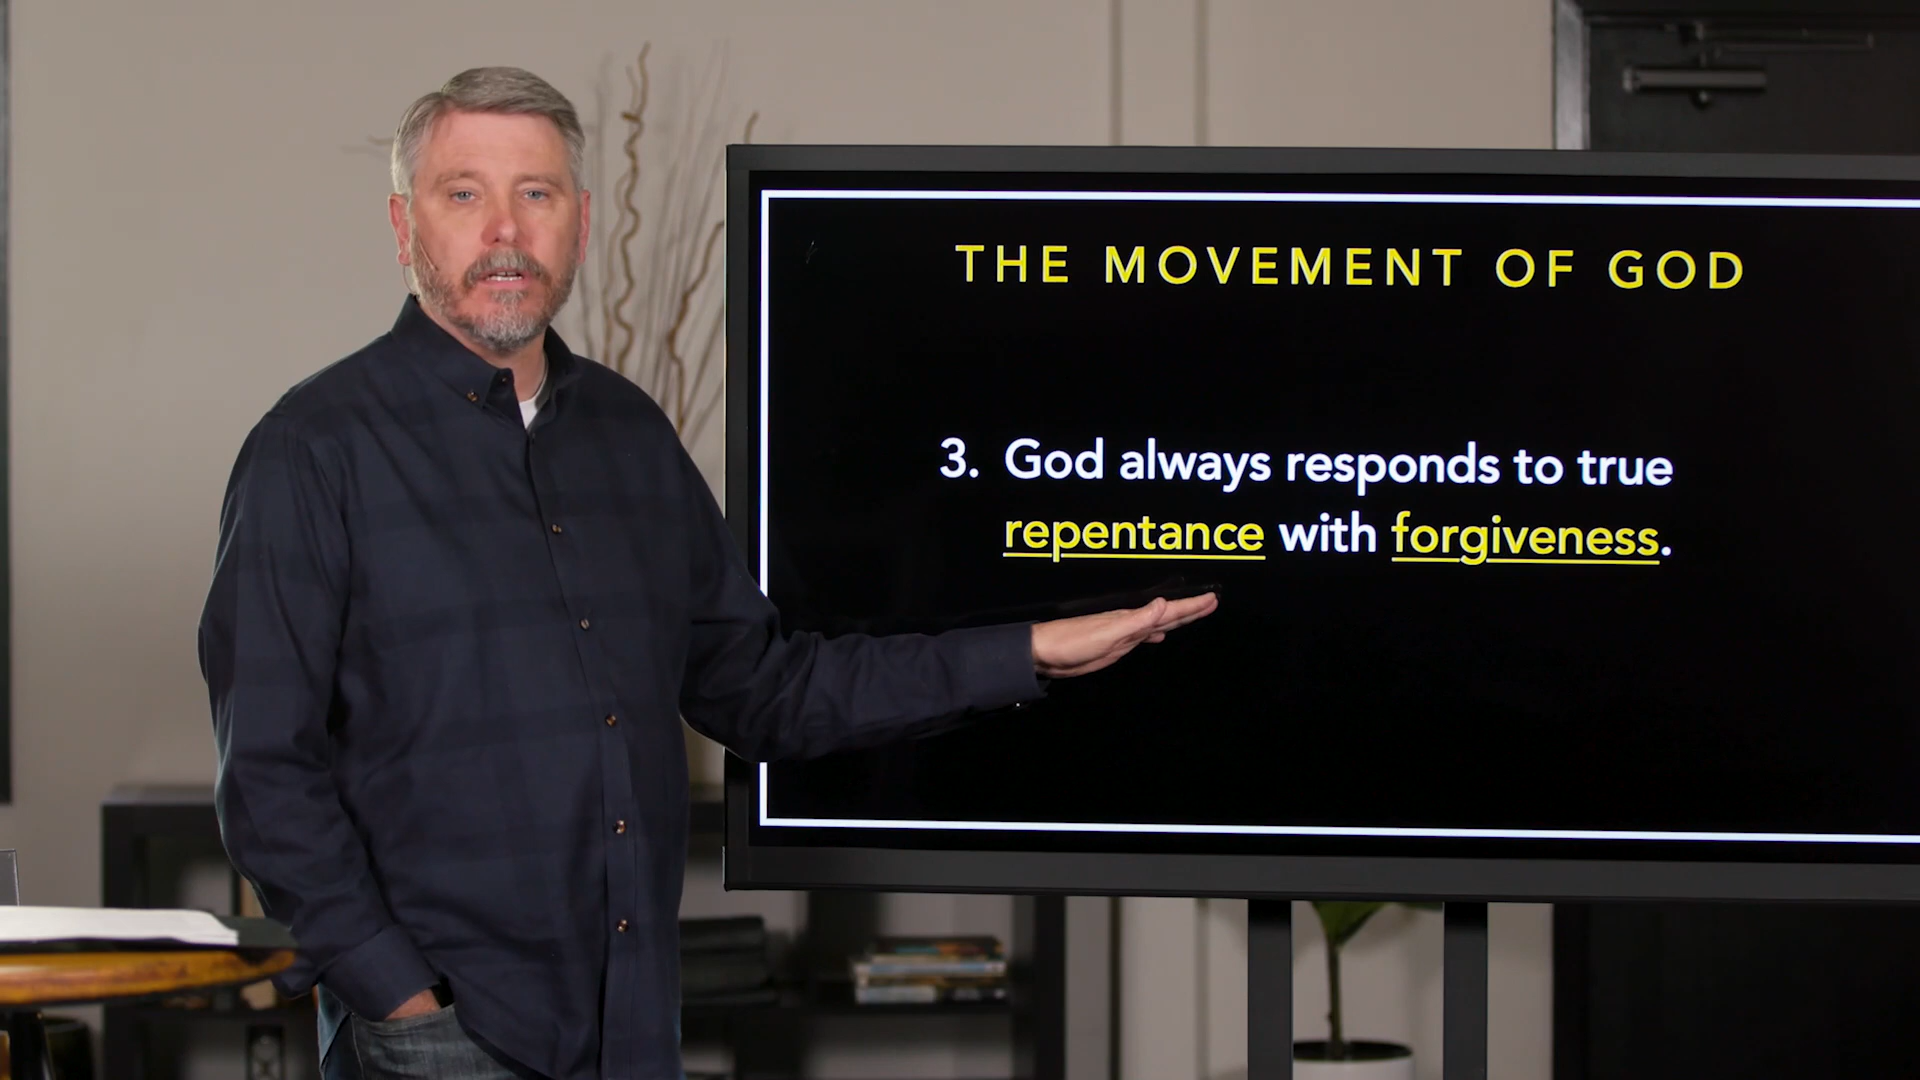 THE MOVEMENT OF GOD
3. God always responds to true
repentance with forgiveness.